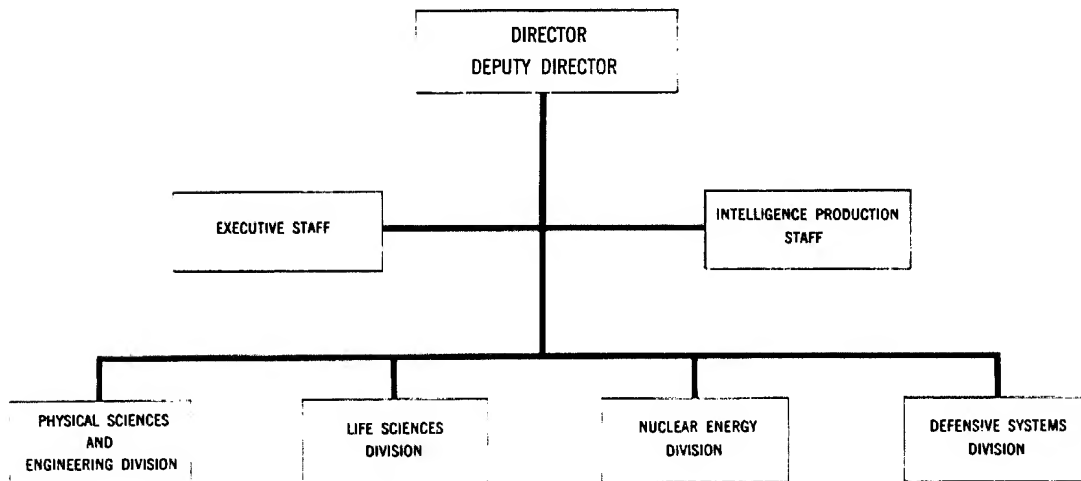 DIRECTOR
DEPUTY DIRECTOR
EXECUTIVE STAFF
INTELLIGENCE PRODUCTION
STAFF
PHYSICAL SCIENCES
AND
ENGINEERING DIVISION
LIFE SCIENCES
DIVISION
NUCLEAR ENERGY
DIVISION
DEFENSIVE SYSTEMS
DIVISION